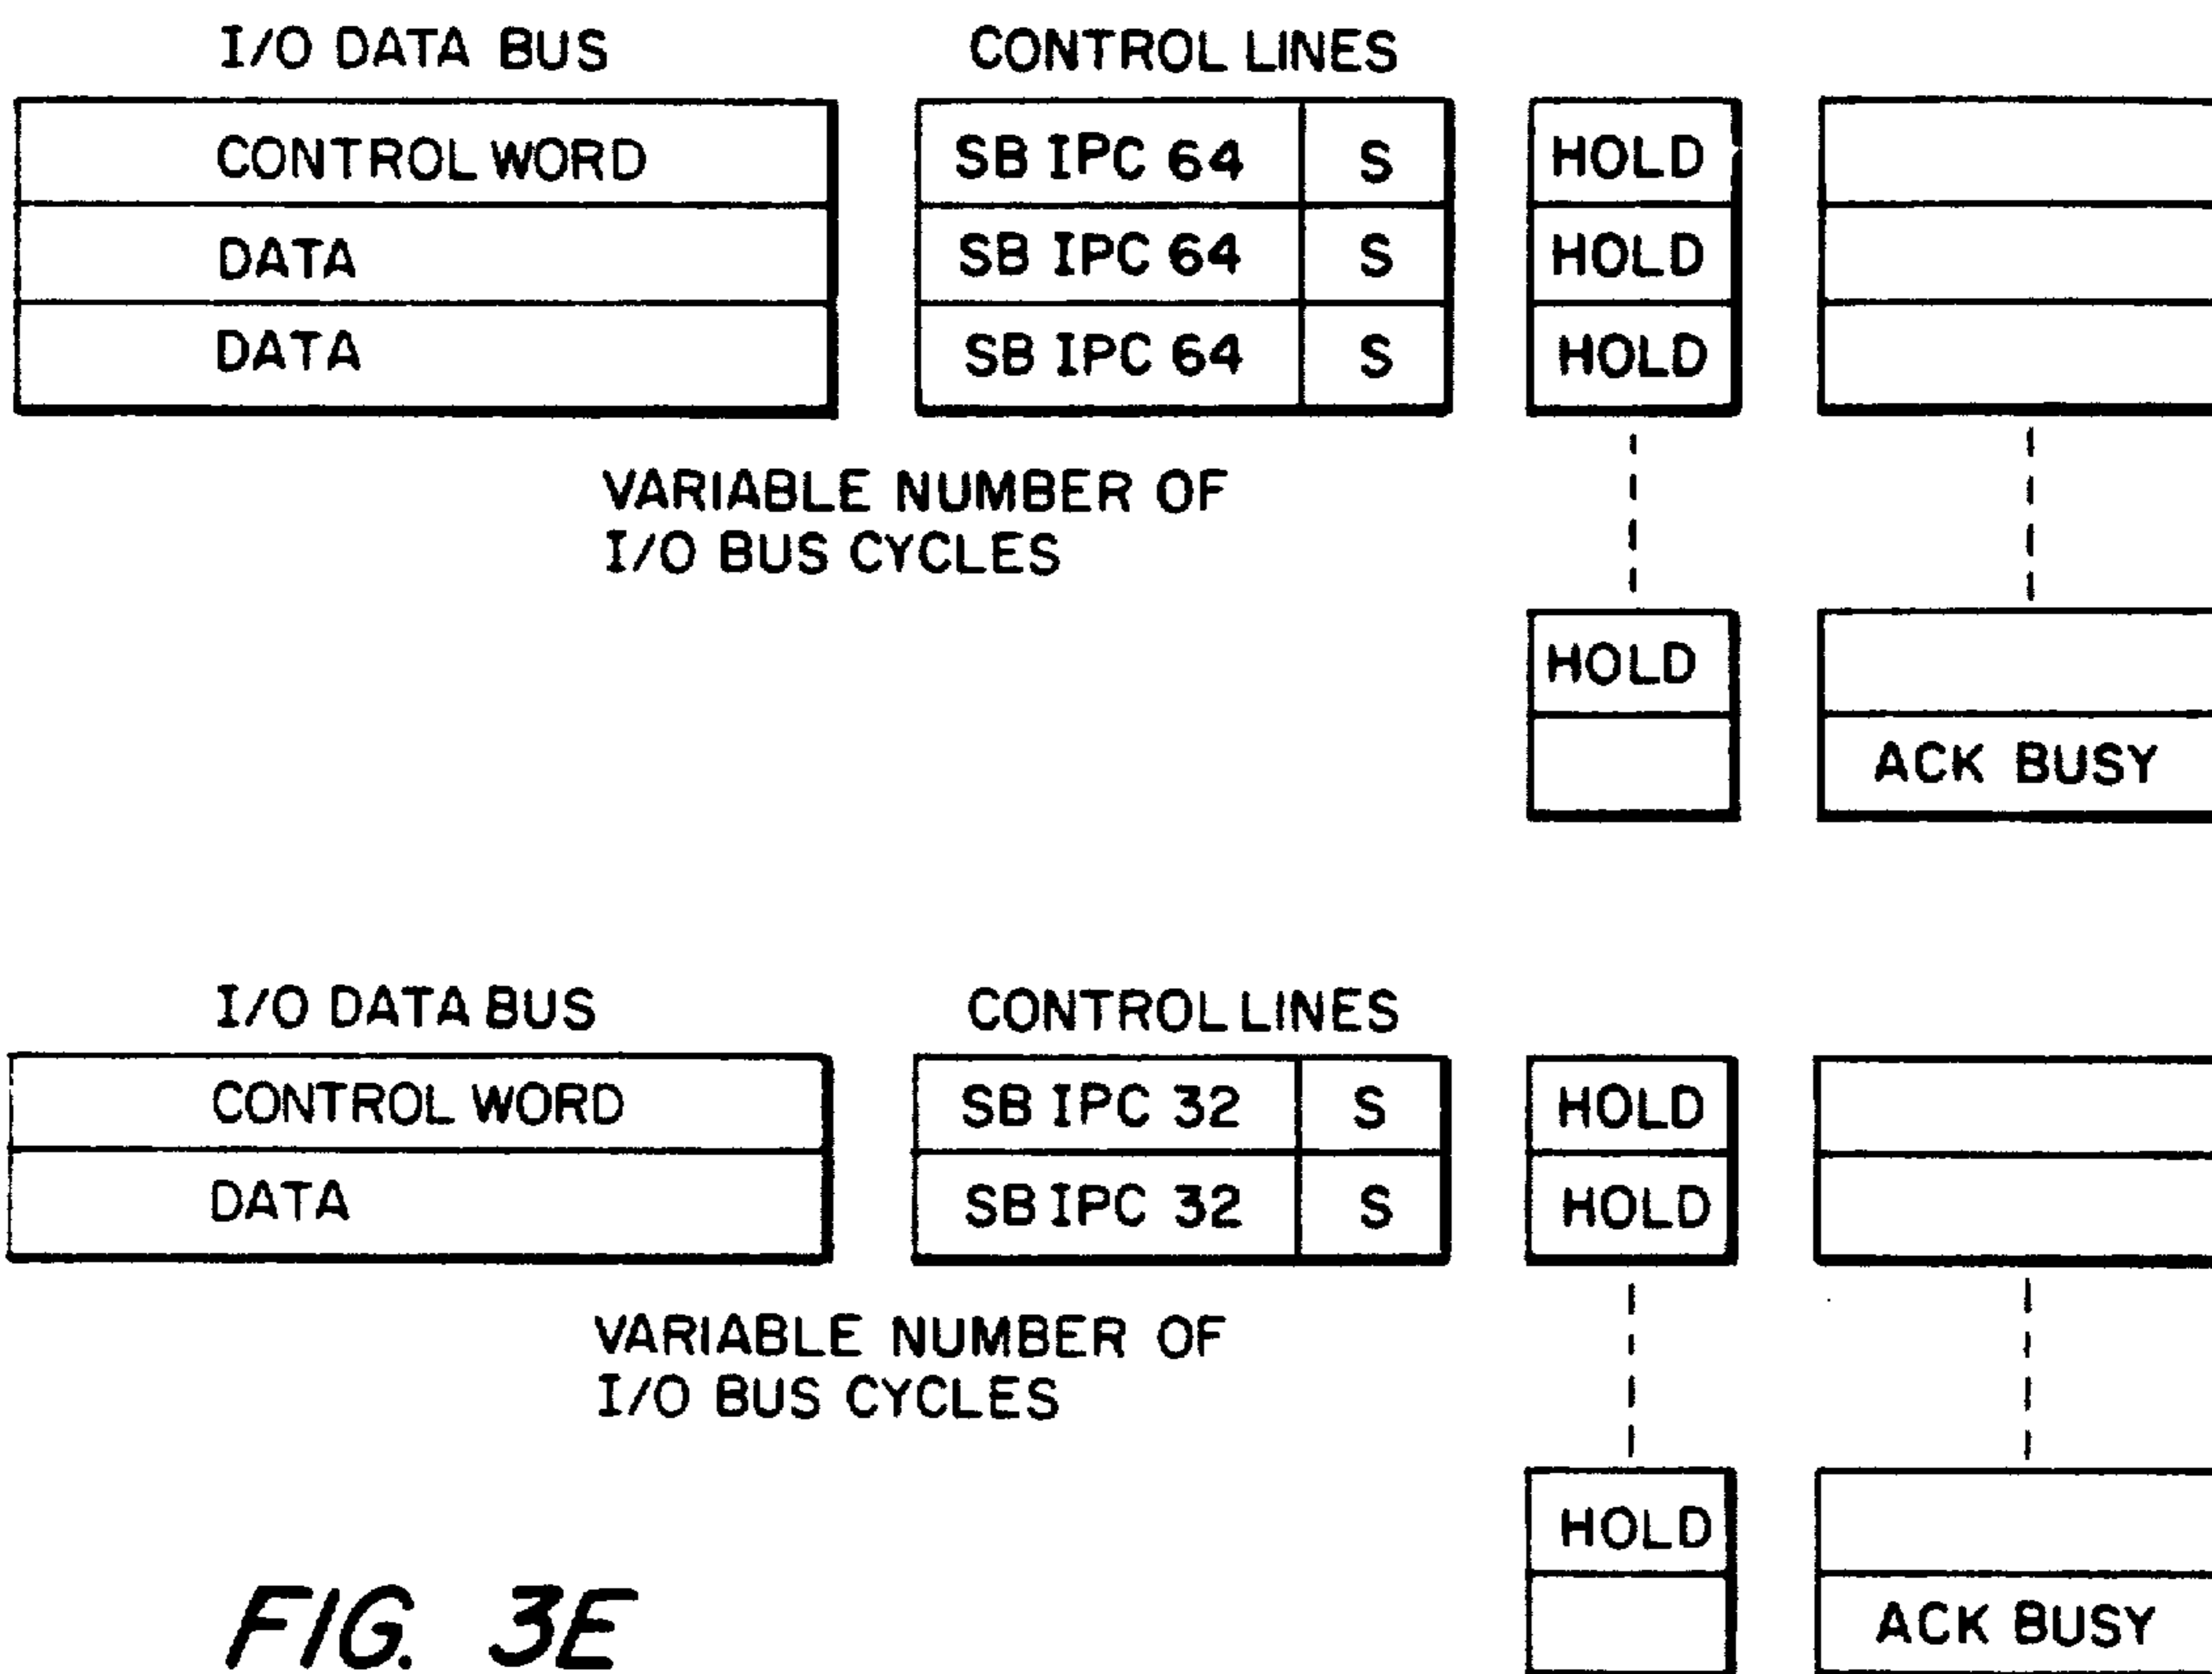 I/O DATA BUS CONTROL LINES
CONTROL WORD SB IPC 64 S HOLD
DATA SB IPC 64 S HOLD
DATA SB IPC 64 S HOLD
VARIABLE NUMBER OF
I/O BUS CYCLES
HOLD
ACK BUSY
I/O DATA BUS CONTROL LINES
CONTROL WORD SB IPC 32 S HOLD
DATA SB IPC 32 S HOLD
VARIABLE NUMBER OF
I/O BUS CYCLES
HOLD
ACK BUSY
FIG. 3E